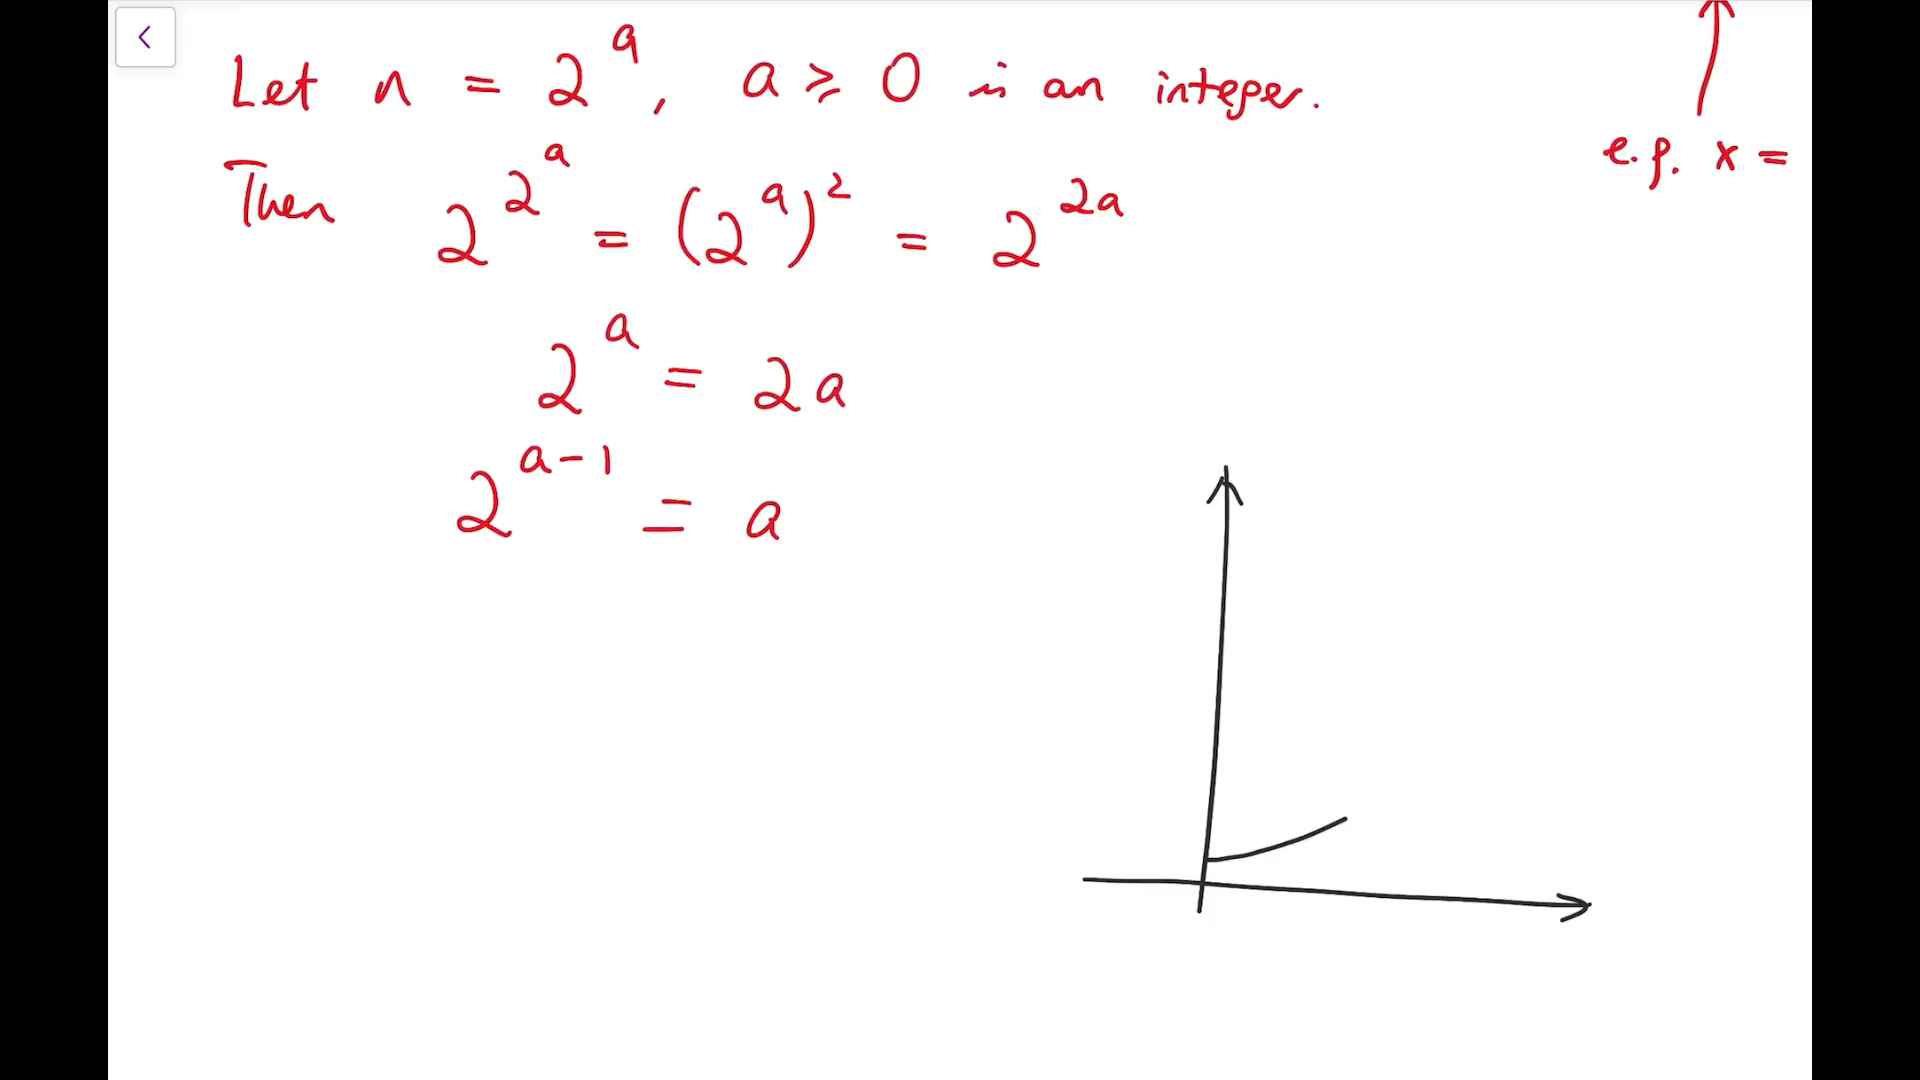 Let n = 2^a, a ⩾ 0 is an integer.
e.g. x =
Then 2^{2^a} = (2^a)^2 = 2^{2a}
2^a = 2a
2^{a-1} = a